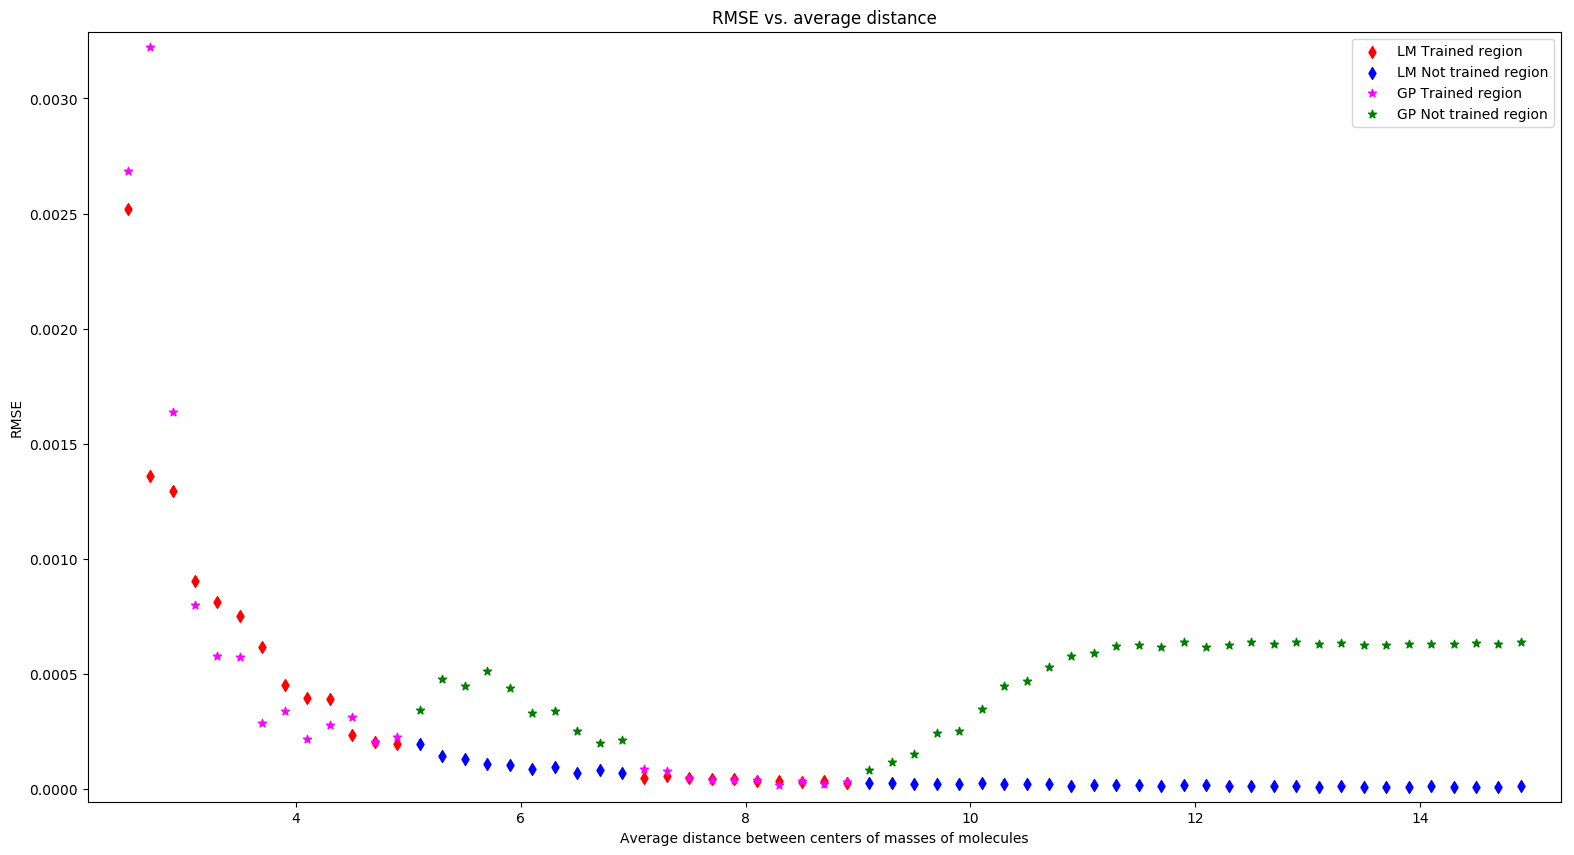 RMSE vs. average distance
LM Trained region
LM Not trained region
GP Trained region
GP Not trained region
0.0030
0.0025
0.0020
0.0015
0.0010
0.0005
0.0000
RMSE
4 6 8 10 12 14
Average distance between centers of masses of molecules